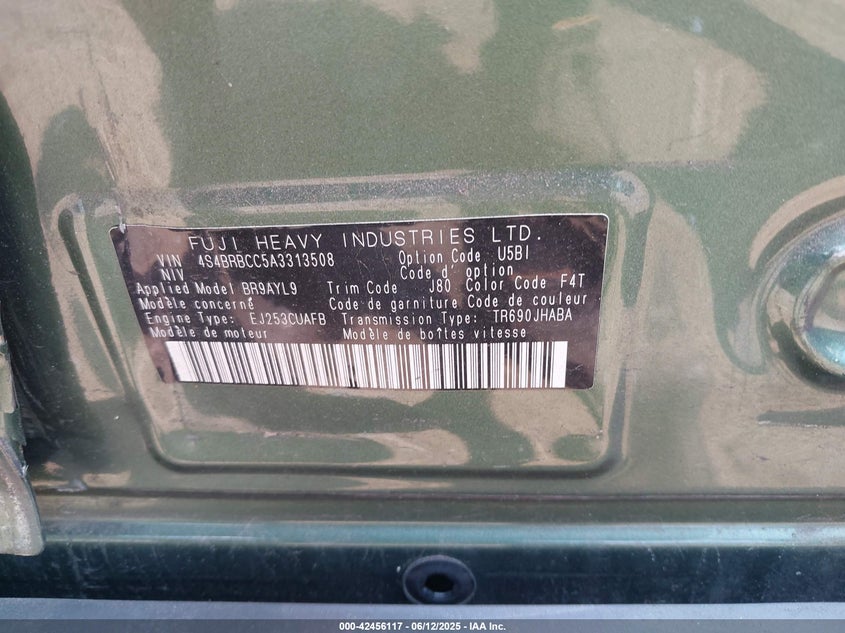 FUJI HEAVY INDUSTRIES LTD.
VIN 4S4BRBCC5A3313508 Option Code U5BI
NIV Code d' option
Applied Model BR9AYL9 Trim Code J80 Color Code F4T
Modèle concerné Code de garniture Code de couleur
Engine Type: EJ253CUAFB Transmission Type: TR690JHABA
Modèle de moteur Modèle de boîtes vitesse
000-42456117 - 06/12/2025 - IAA Inc.